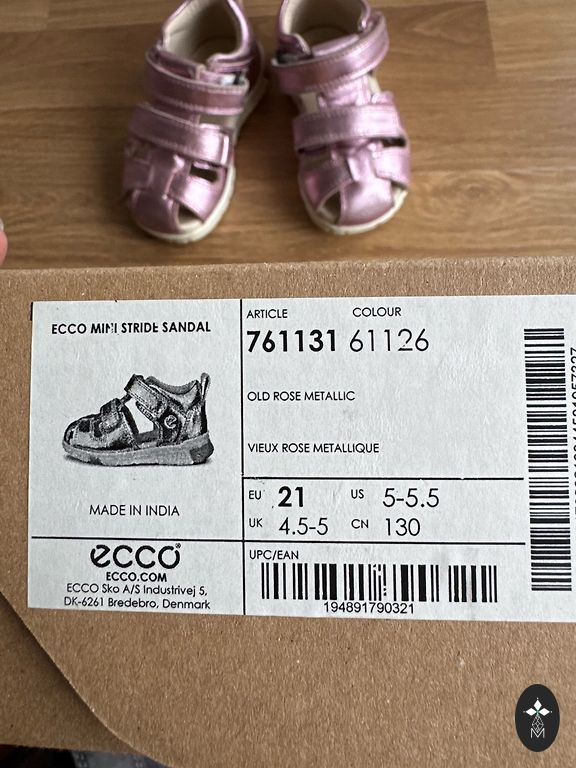 ECCO MINI STRIDE SANDAL
MADE IN INDIA
ecco
ECCO.COM
ECCO Sko A/S Industrivej 5,
DK-6261 Bredebro, Denmark
ARTICLE COLOUR
761131 61126
OLD ROSE METALLIC
VIEUX ROSE METALLIQUE
EU 21 US 5-5.5
UK 4.5-5 CN 130
UPC/EAN
194891790321